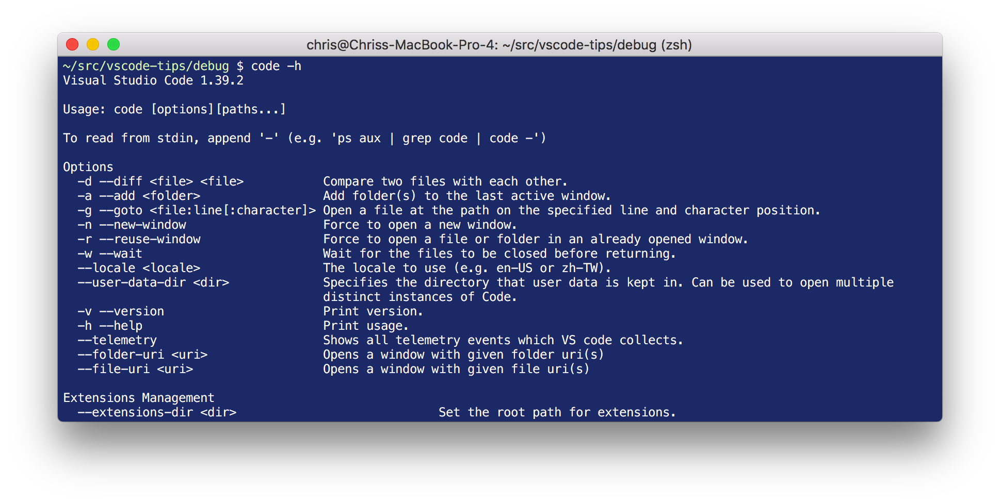 chris@Chriss-MacBook-Pro-4: ~/src/vscode-tips/debug (zsh)
~/src/vscode-tips/debug $ code -h
Visual Studio Code 1.39.2
Usage: code [options][paths...]
To read from stdin, append '-' (e.g. 'ps aux | grep code | code -')
Options
-d --diff <file> <file> Compare two files with each other.
-a --add <folder> Add folder(s) to the last active window.
-g --goto <file:line[:character]> Open a file at the path on the specified line and character position.
-n --new-window Force to open a new window.
-r --reuse-window Force to open a file or folder in an already opened window.
-w --wait Wait for the files to be closed before returning.
--locale <locale> The locale to use (e.g. en-US or zh-TW).
--user-data-dir <dir> Specifies the directory that user data is kept in. Can be used to open multiple
distinct instances of Code.
-v --version Print version.
-h --help Print usage.
--telemetry Shows all telemetry events which VS code collects.
--folder-uri <uri> Opens a window with given folder uri(s)
--file-uri <uri> Opens a window with given file uri(s)
Extensions Management
--extensions-dir <dir> Set the root path for extensions.